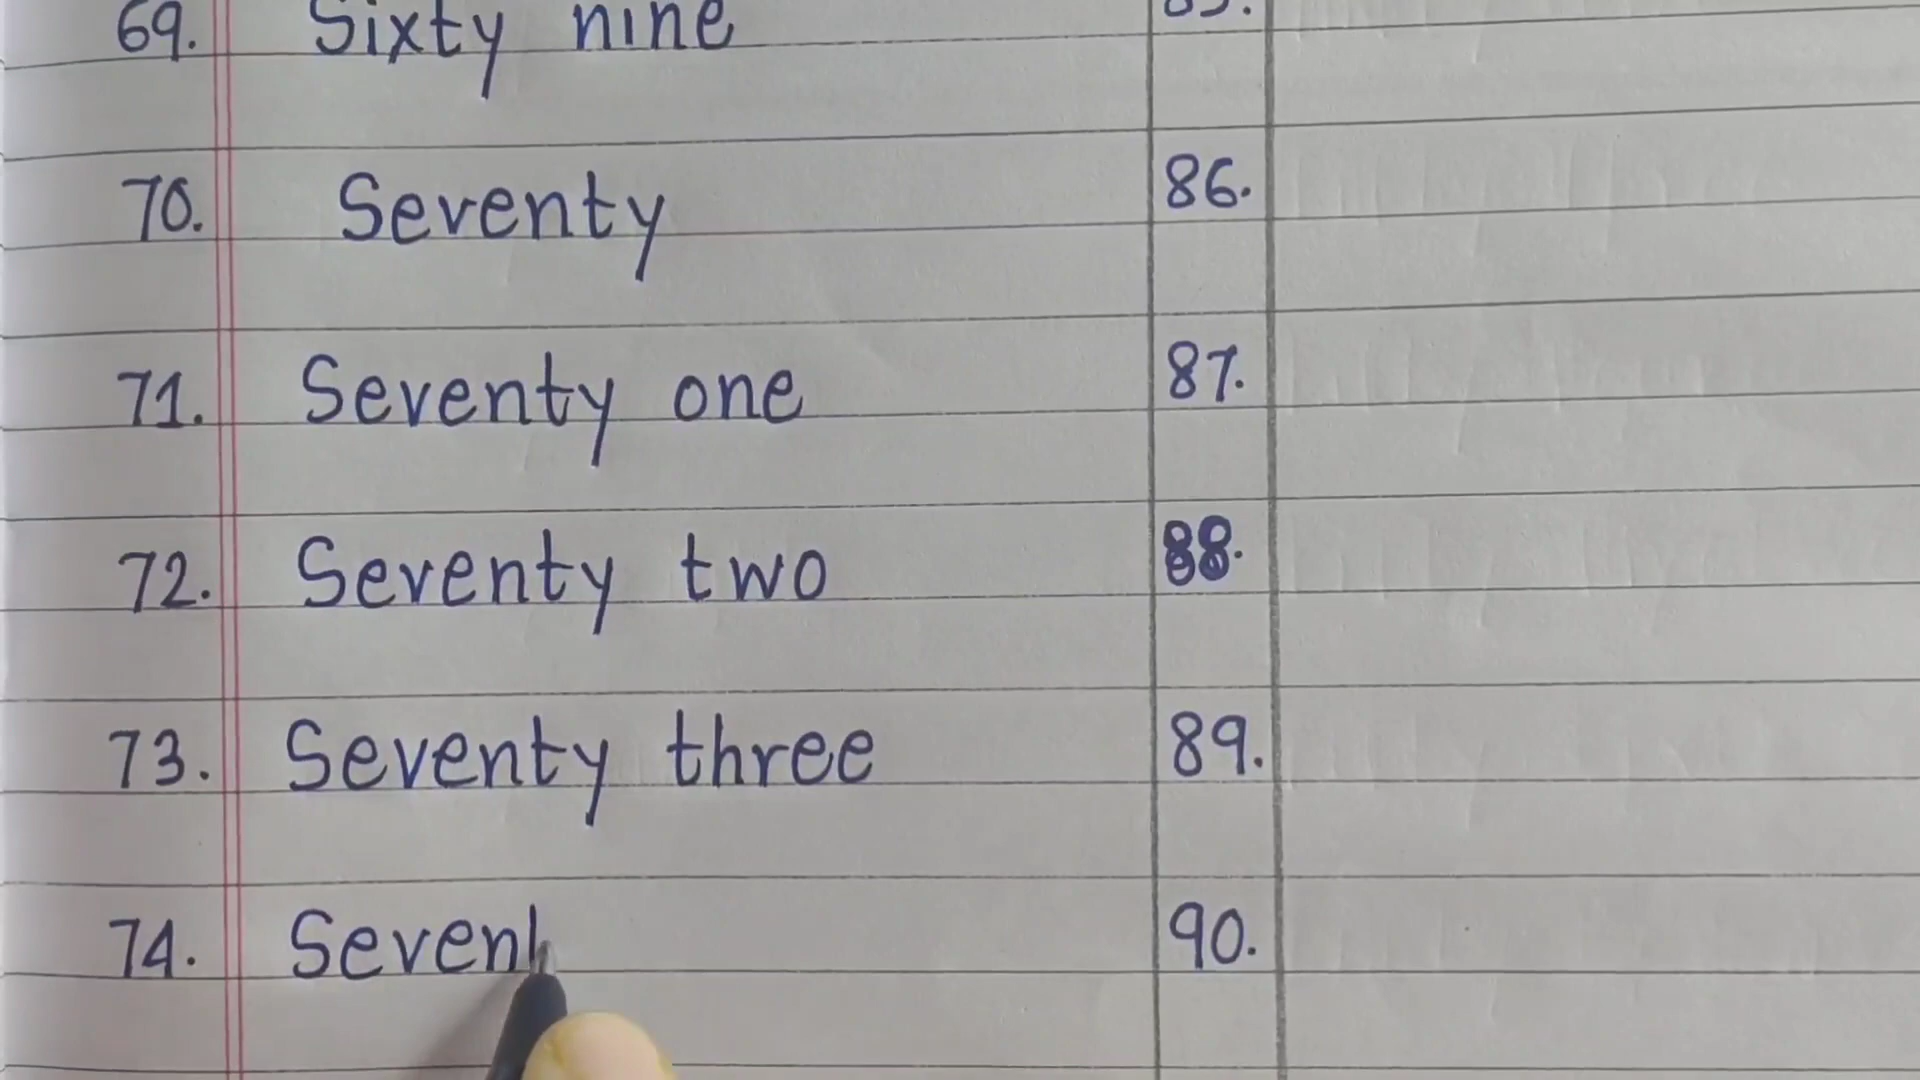 69. Sixty nine
70. Seventy
71. Seventy one
72. Seventy two
73. Seventy three
74. Seven
85.
86.
87.
88.
89.
90.